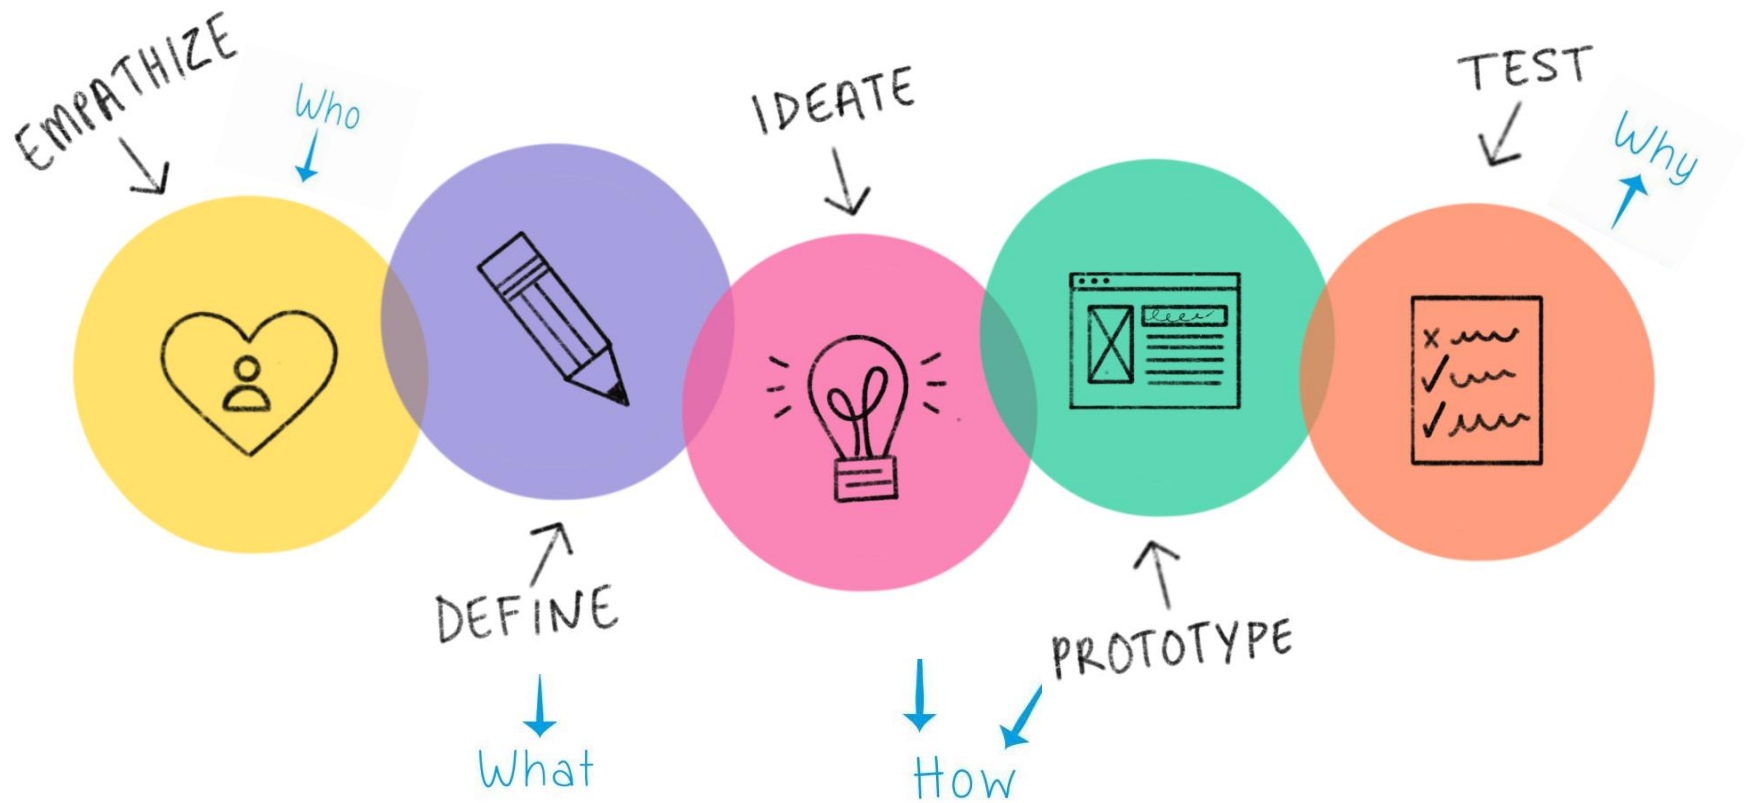 EMPATHIZE
Who
IDEATE
TEST
Why
DEFINE
PROTOTYPE
What
How